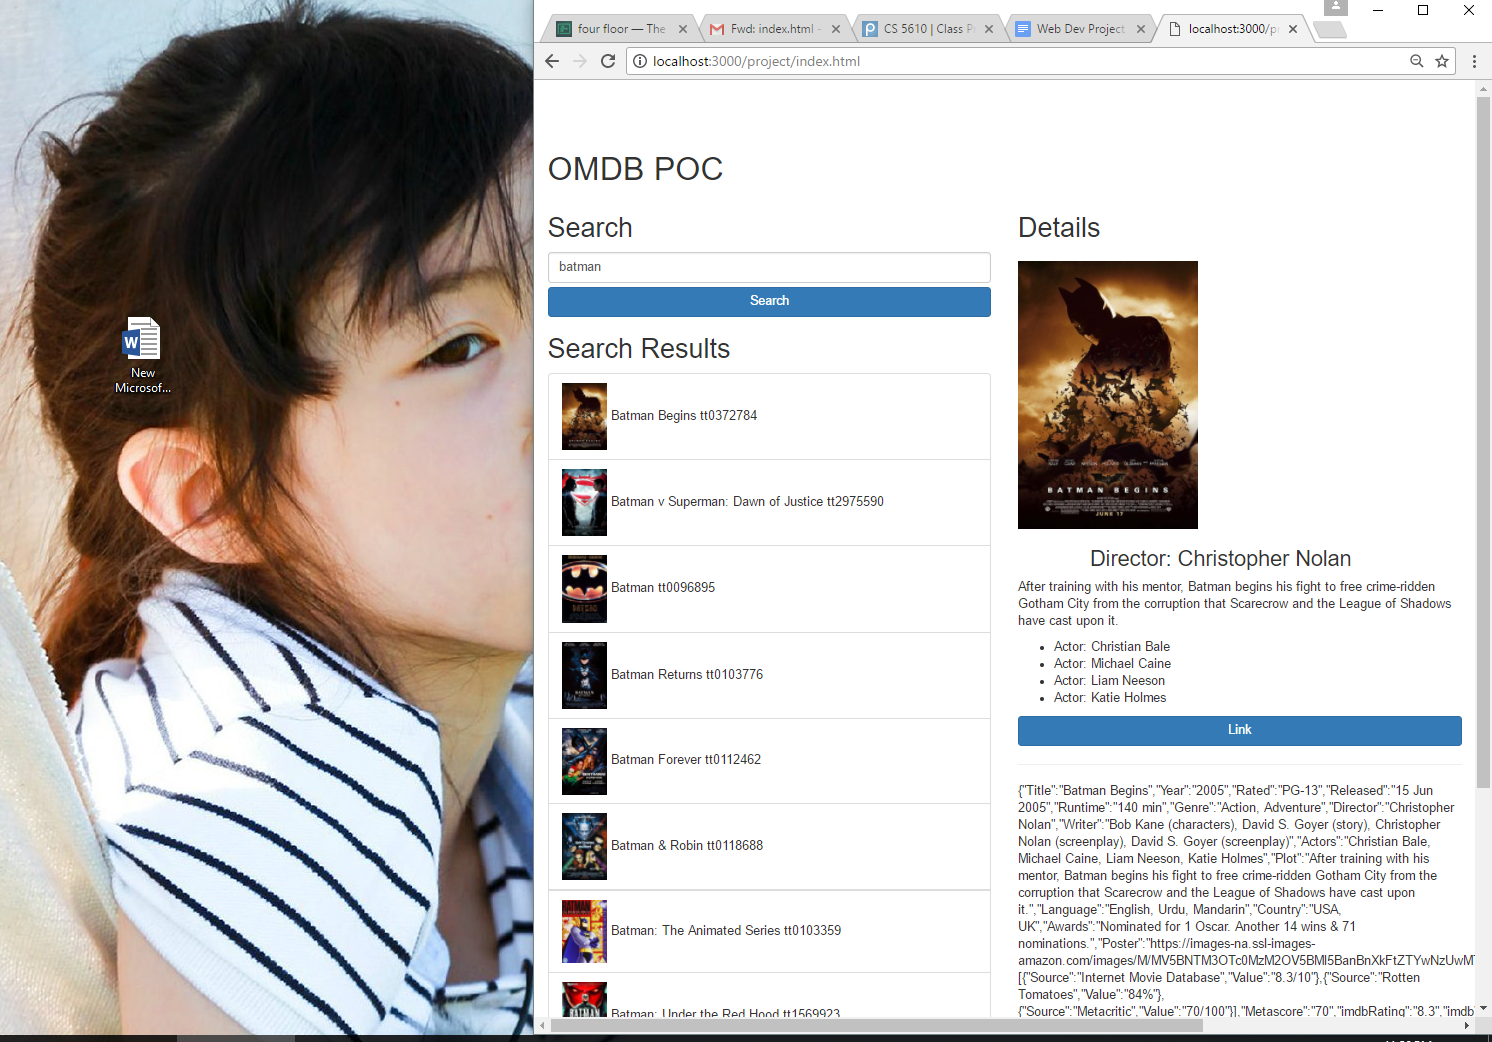 four floor — The
Fwd: index.html -
CS 5610 | Class P
Web Dev Project
localhost:3000/p
localhost:3000/project/index.html
OMDB POC
Search
batman
Search
Search Results
Batman Begins tt0372784
Batman v Superman: Dawn of Justice tt2975590
Batman tt0096895
Batman Returns tt0103776
Batman Forever tt0112462
Batman & Robin tt0118688
Batman: The Animated Series tt0103359
Batman: Under the Red Hood tt1569923
Details
BATMAN BEGINS
JUNE 17
Director: Christopher Nolan
After training with his mentor, Batman begins his fight to free crime-ridden
Gotham City from the corruption that Scarecrow and the League of Shadows
have cast upon it.
Actor: Christian Bale
Actor: Michael Caine
Actor: Liam Neeson
Actor: Katie Holmes
Link
{"Title":"Batman Begins","Year":"2005","Rated":"PG-13","Released":"15 Jun
2005","Runtime":"140 min","Genre":"Action, Adventure","Director":"Christopher
Nolan","Writer":"Bob Kane (characters), David S. Goyer (story), Christopher
Nolan (screenplay), David S. Goyer (screenplay)","Actors":"Christian Bale,
Michael Caine, Liam Neeson, Katie Holmes","Plot":"After training with his
mentor, Batman begins his fight to free crime-ridden Gotham City from the
corruption that Scarecrow and the League of Shadows have cast upon
it.","Language":"English, Urdu, Mandarin","Country":"USA,
UK","Awards":"Nominated for 1 Oscar. Another 14 wins & 71
nominations.","Poster":"https://images-na.ssl-images-
amazon.com/images/M/MV5BNTM3OTc0MzM2OV5BMl5BanBnXkFtZTYwNzUwMT
[{"Source":"Internet Movie Database","Value":"8.3/10"},{"Source":"Rotten
Tomatoes","Value":"84%"},
{"Source":"Metacritic","Value":"70/100"}],"Metascore":"70","imdbRating":"8.3","imdb
W
New
Microsof...